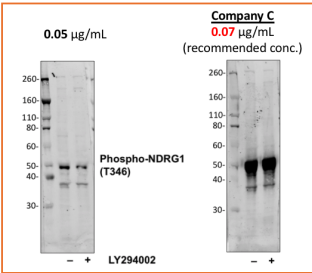 0.05 µg/mL
Company C
0.07 µg/mL
(recommended conc.)
260-
160-
110-
80-
60-
50-
40-
30-
Phospho-NDRG1
(T346)
260-
160-
110-
80-
60-
50-
40-
30-
– + LY294002
– +